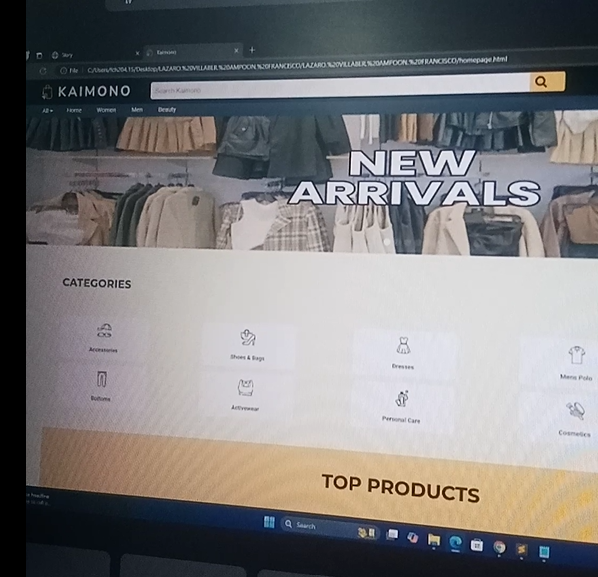 Kaimono
File C:/Users/fch204.15/Desktop/LAZARO.%20VILLABER.%20AMPOON.%20FRANCISCO/LAZARO.%20VILLABER.%20AMPOON.%20FRANCISCO/homepage.html
KAIMONO Search Kaimono
All Home Women Men Beauty
NEW
ARRIVALS
CATEGORIES
Accessories Shoes & Bags Dresses Mens Polo
Bottoms Activewear Personal Care Cosmetics
TOP PRODUCTS
Search